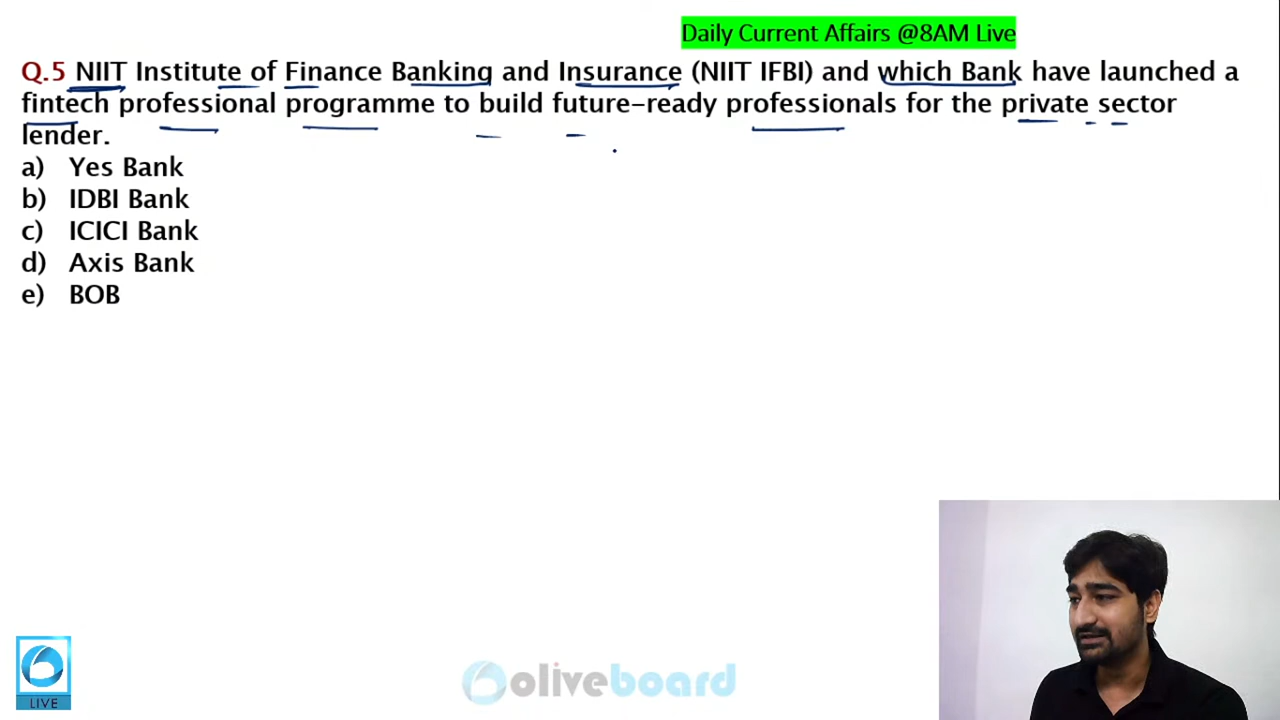 Daily Current Affairs @8AM Live
Q.5 NIIT Institute of Finance Banking and Insurance (NIIT IFBI) and which Bank have launched a
fintech professional programme to build future-ready professionals for the private sector
lender.
a) Yes Bank
b) IDBI Bank
c) ICICI Bank
d) Axis Bank
e) BOB
oliveboard
LIVE